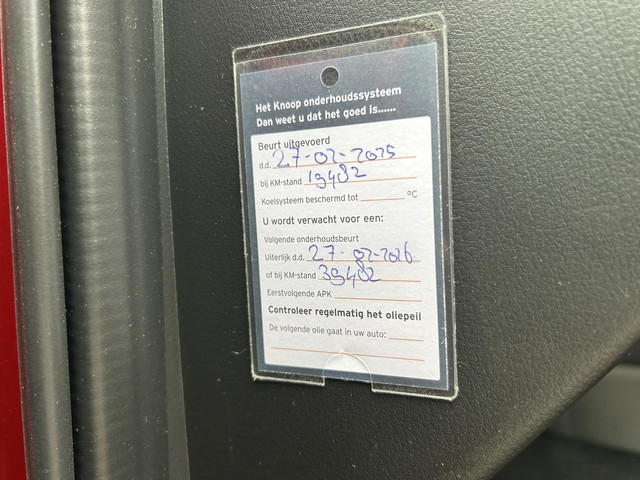 Het Knoop onderhoudssysteem
Dan weet u dat het goed is......
Beurt uitgevoerd
d.d. 27-02-2025
bij KM-stand 19482
Koelsysteem beschermd tot °C
U wordt verwacht voor een:
Volgende onderhoudsbeurt
Uiterlijk d.d. 27-02-2026
of bij KM-stand 39482
Eerstvolgende APK
Controleer regelmatig het oliepeil
De volgende olie gaat in uw auto: